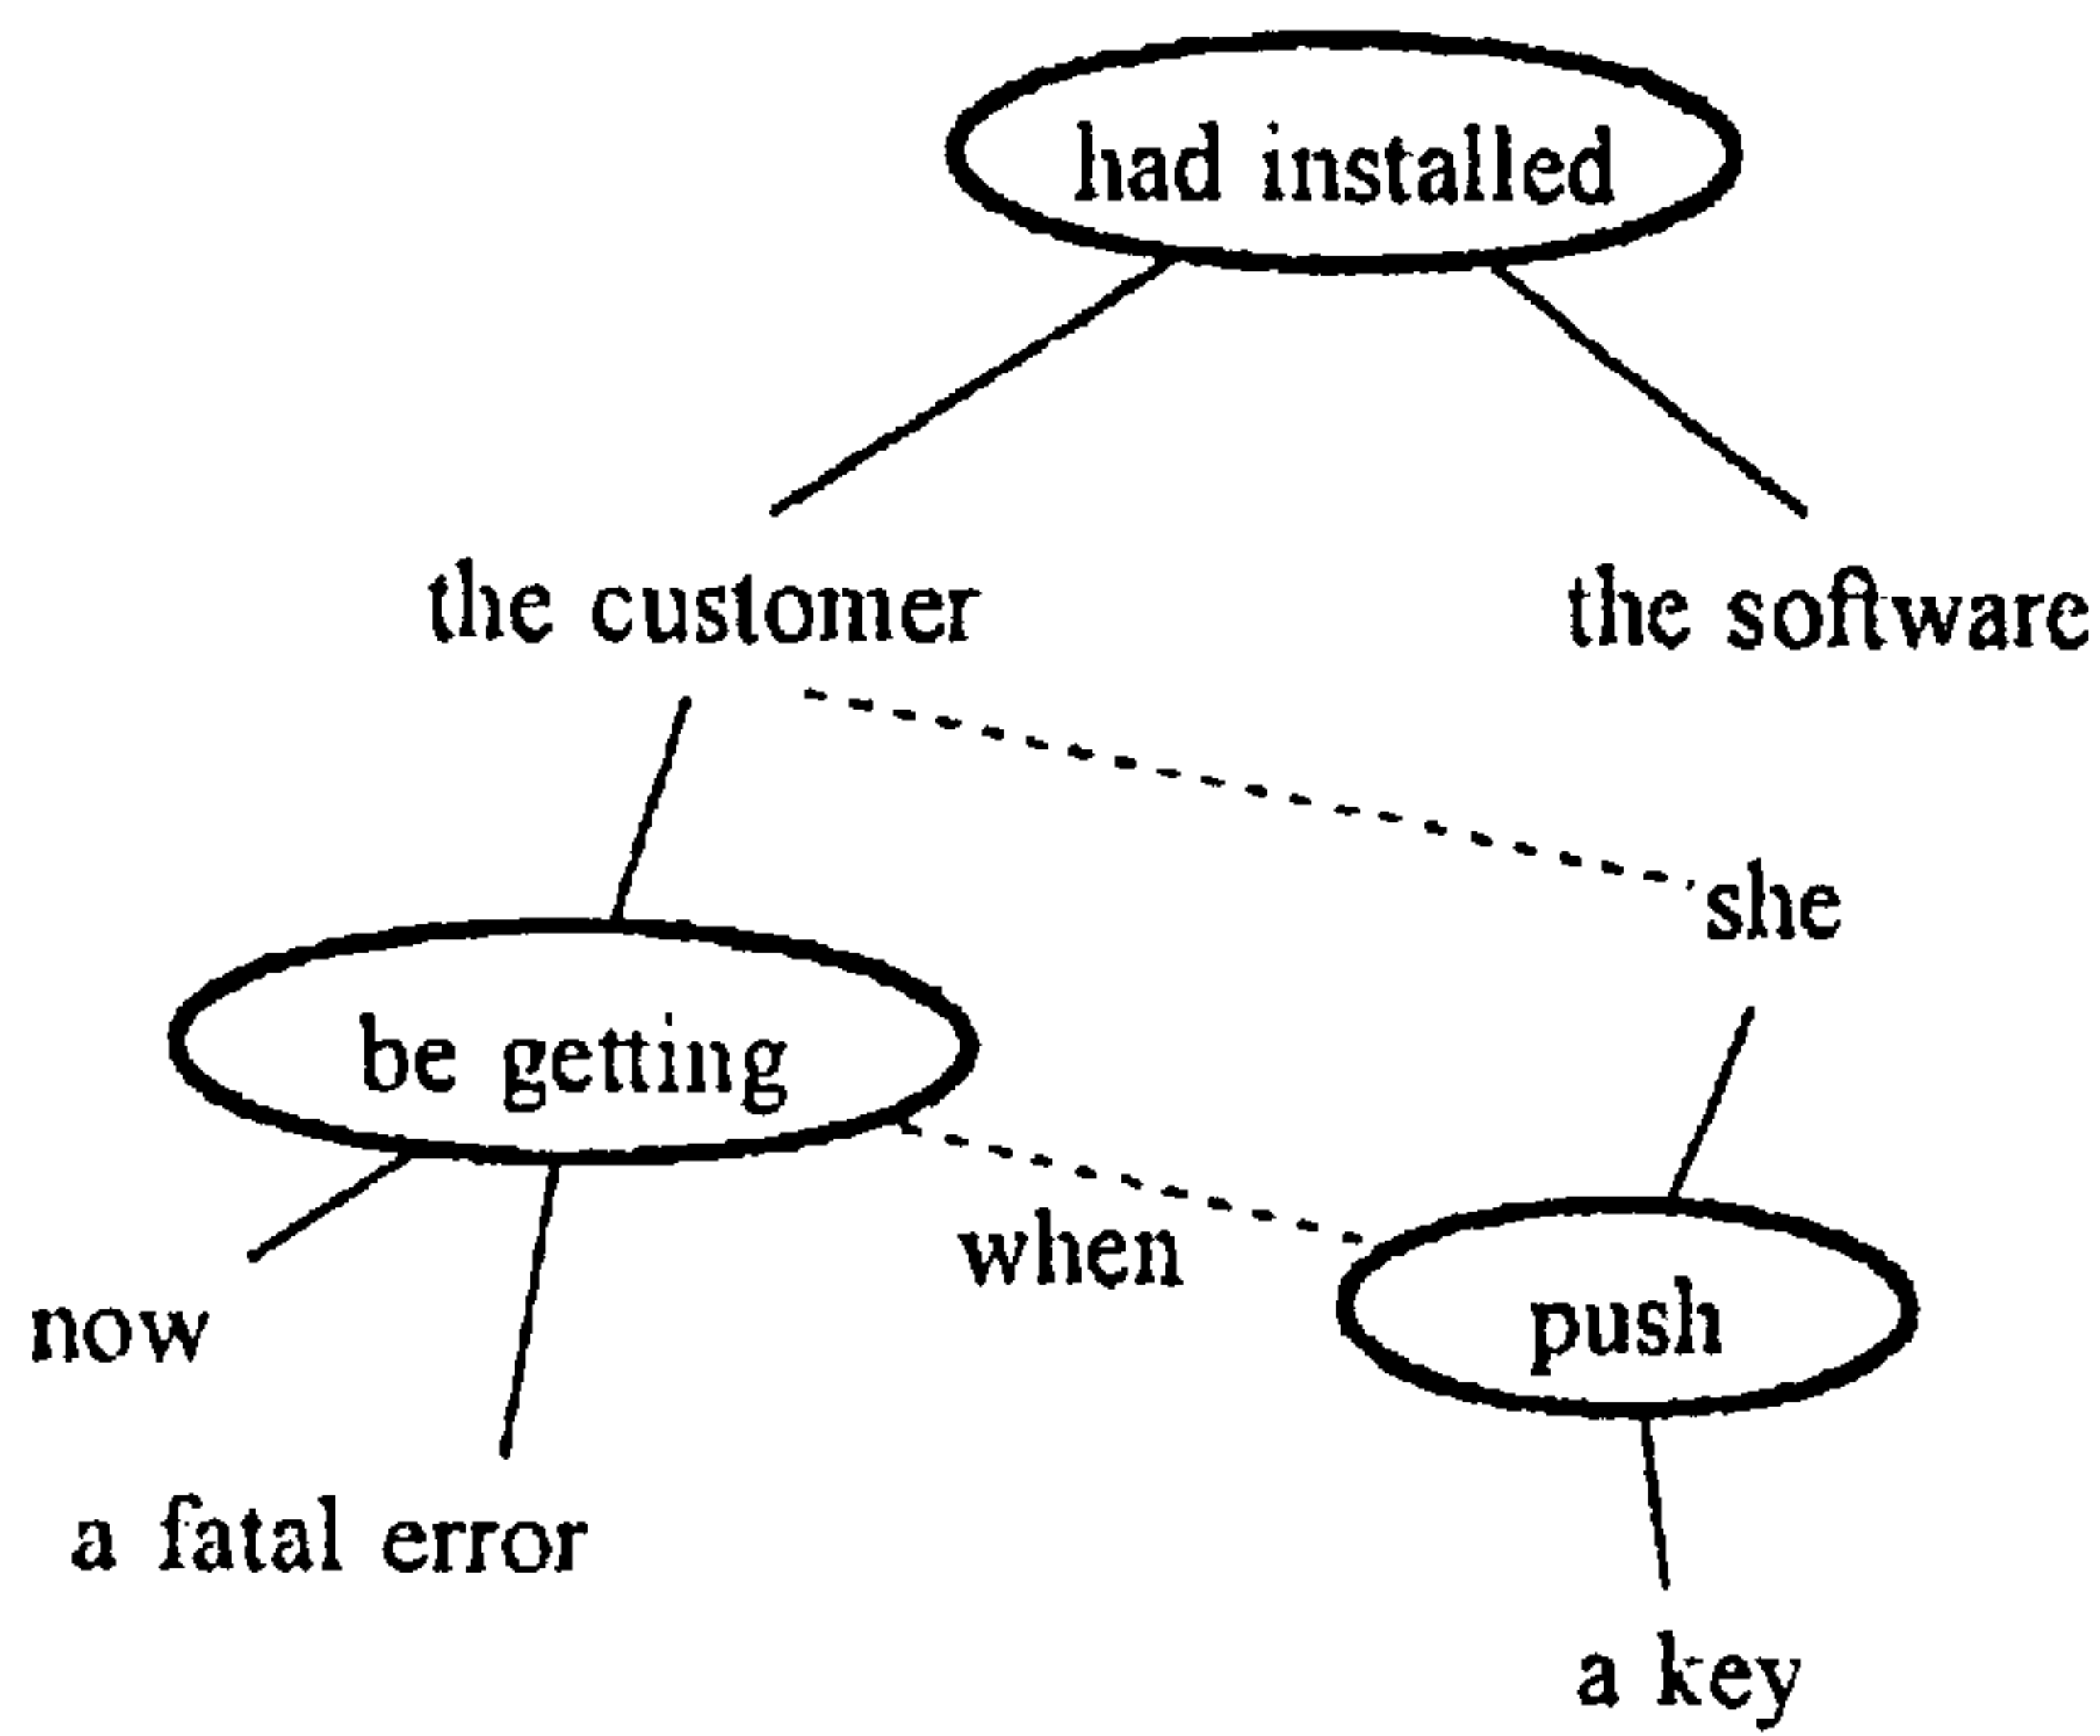 had installed
the customer
the software
she
be getting
when
push
now
a fatal error
a key